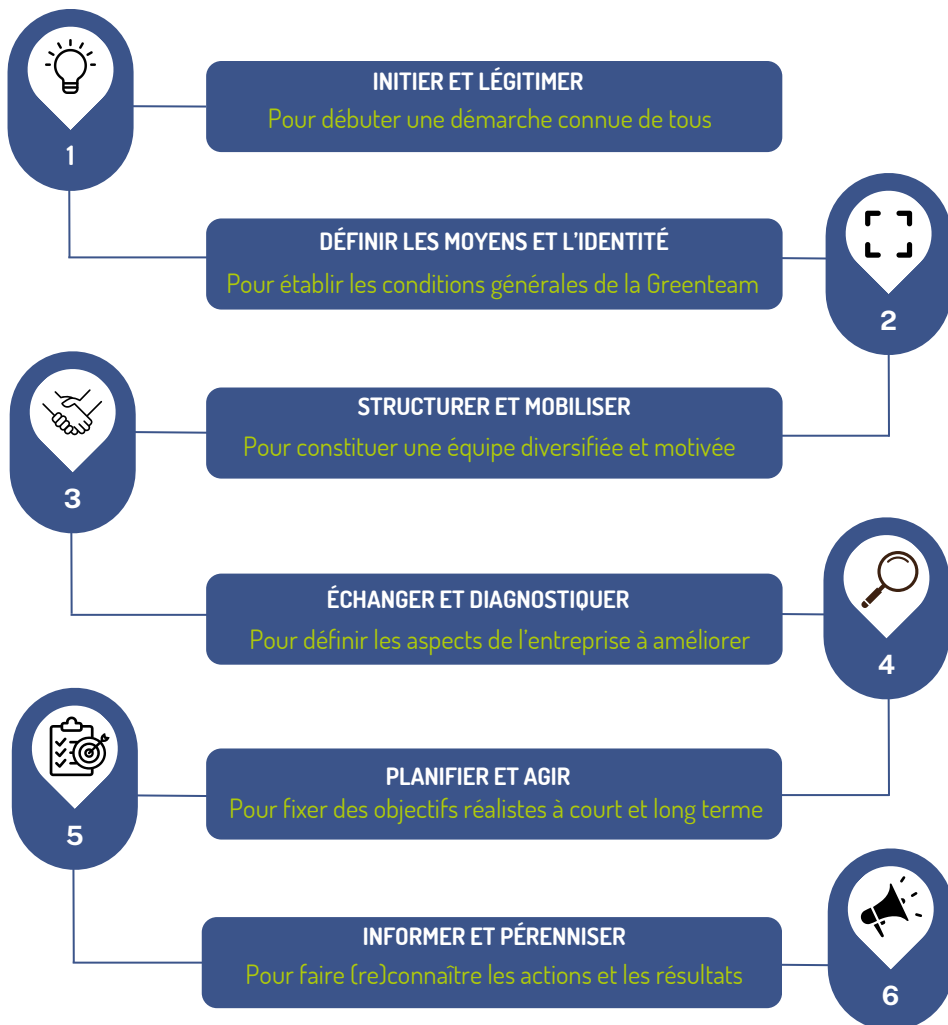 1
INITIER ET LÉGITIMER
Pour débuter une démarche connue de tous
DÉFINIR LES MOYENS ET L'IDENTITÉ
Pour établir les conditions générales de la Greenteam
2
3
STRUCTURER ET MOBILISER
Pour constituer une équipe diversifiée et motivée
ÉCHANGER ET DIAGNOSTIQUER
Pour définir les aspects de l'entreprise à améliorer
4
5
PLANIFIER ET AGIR
Pour fixer des objectifs réalistes à court et long terme
INFORMER ET PÉRENNISER
Pour faire (re)connaître les actions et les résultats
6